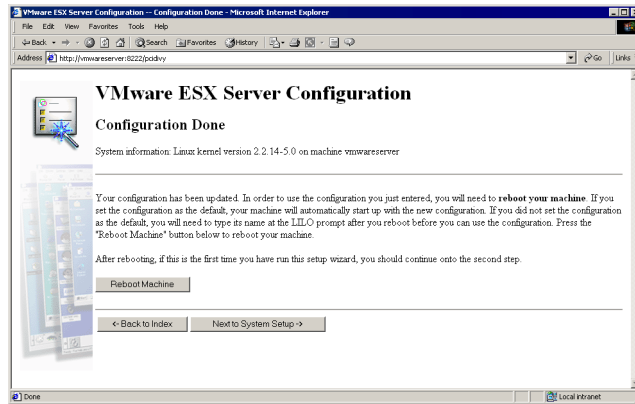 VMware ESX Server Configuration -- Configuration Done - Microsoft Internet Explorer
File Edit View Favorites Tools Help
Back Search Favorites History
Address http://vmwareserver:8222/pcidivy Go Links
VMware ESX Server Configuration
Configuration Done
System information: Linux kernel version 2.2.14-5.0 on machine vmwareserver
Your configuration has been updated. In order to use the configuration you just entered, you will need to reboot your machine. If you
set the configuration as the default, your machine will automatically start up with the new configuration. If you did not set the configuration
as the default, you will need to type its name at the LILO prompt after you reboot before you can use the configuration. Press the
"Reboot Machine" button below to reboot your machine.
After rebooting, if this is the first time you have run this setup wizard, you should continue onto the second step.
Reboot Machine
<- Back to Index Next to System Setup ->
Done Local intranet